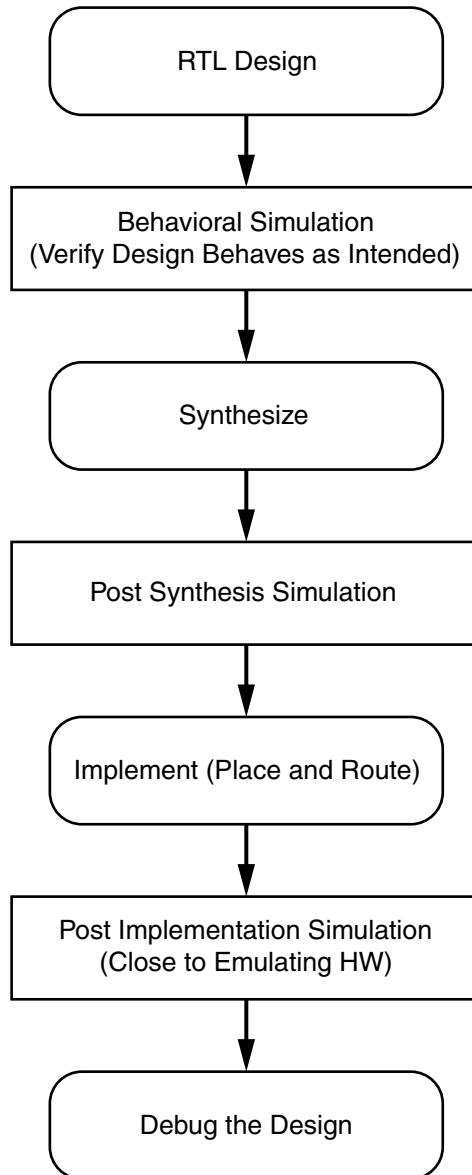 RTL Design
Behavioral Simulation
(Verify Design Behaves as Intended)
Synthesize
Post Synthesis Simulation
Implement (Place and Route)
Post Implementation Simulation
(Close to Emulating HW)
Debug the Design